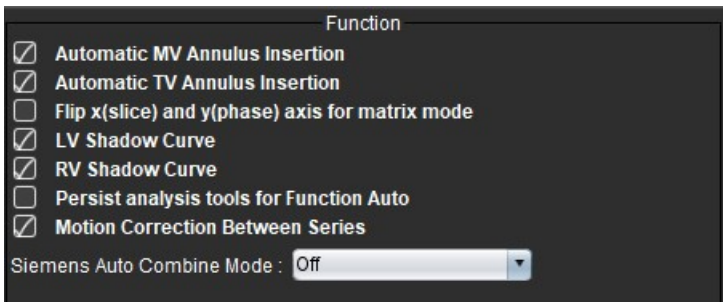 Function
Automatic MV Annulus Insertion
Automatic TV Annulus Insertion
Flip x(slice) and y(phase) axis for matrix mode
LV Shadow Curve
RV Shadow Curve
Persist analysis tools for Function Auto
Motion Correction Between Series
Siemens Auto Combine Mode : Off